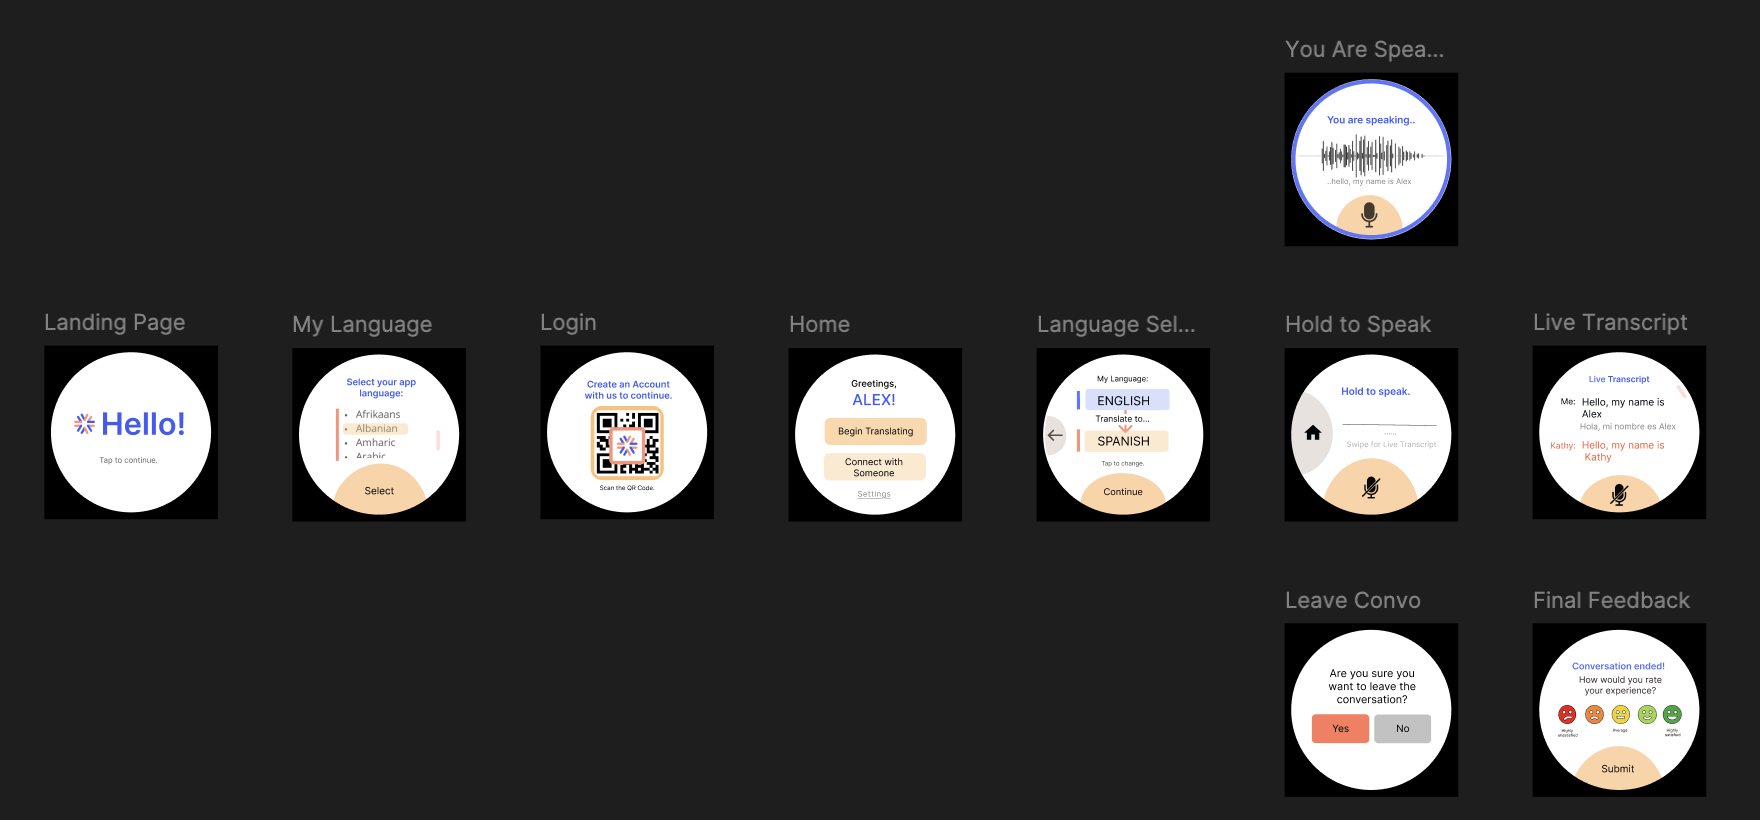 You Are Spea...
You are speaking..
..hello, my name is Alex
Landing Page
Hello!
Tap to continue.
My Language
Select your app
language:
• Afrikaans
• Albanian
• Amharic
• Arabic
Select
Login
Create an Account
with us to continue.
Scan the QR Code.
Home
Greetings,
ALEX!
Begin Translating
Connect with
Someone
Settings
Language Sel...
My Language:
ENGLISH
Translate to...
SPANISH
Tap to change.
Continue
Hold to Speak
Hold to speak.
......
Swipe for Live Transcript
Live Transcript
Live Transcript
Me: Hello, my name is
Alex
Hola, mi nombre es Alex
Kathy: Hello, my name is
Kathy
Leave Convo
Are you sure you
want to leave the
conversation?
Yes No
Final Feedback
Conversation ended!
How would you rate
your experience?
Highly
unsatisfied
Average
Highly
satisfied
Submit